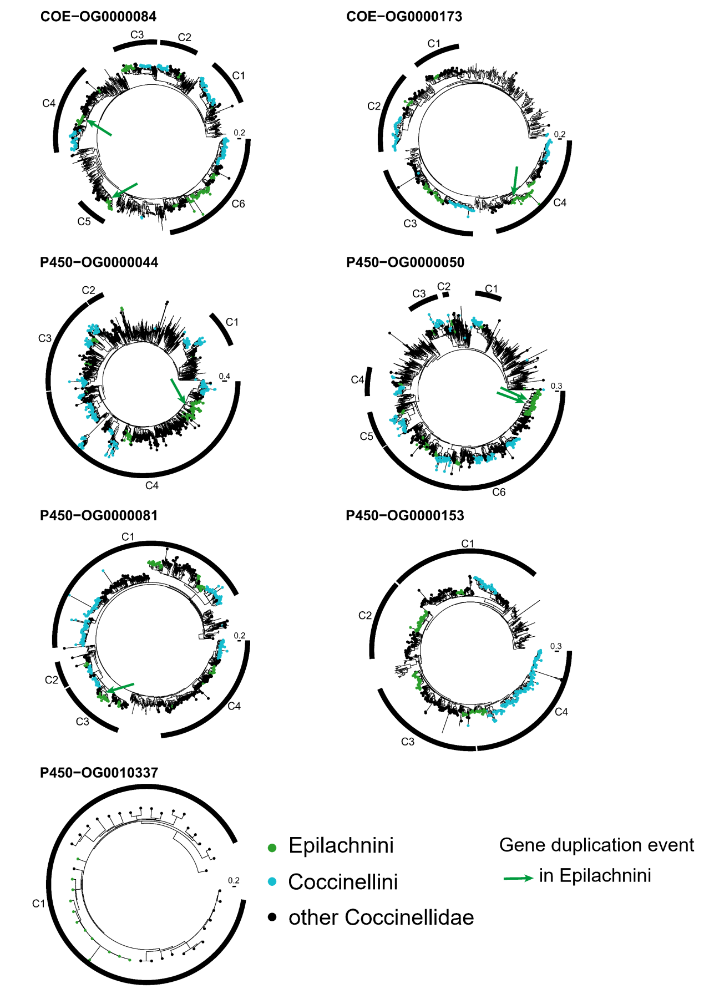 COE−OG0000084
COE−OG0000173
C3
C2
C1
C4
C5
C6
0.2
C1
C2
C3
C4
0.2
P450−OG0000044
P450−OG0000050
C2
C1
C3
C4
0.4
C3
C2
C1
C4
C5
C6
0.3
P450−OG0000081
P450−OG0000153
C1
C2
C3
C4
0.2
C1
C2
C3
C4
0.3
P450−OG0010337
C1
0.2
Epilachnini
Coccinellini
other Coccinellidae
Gene duplication event
in Epilachnini